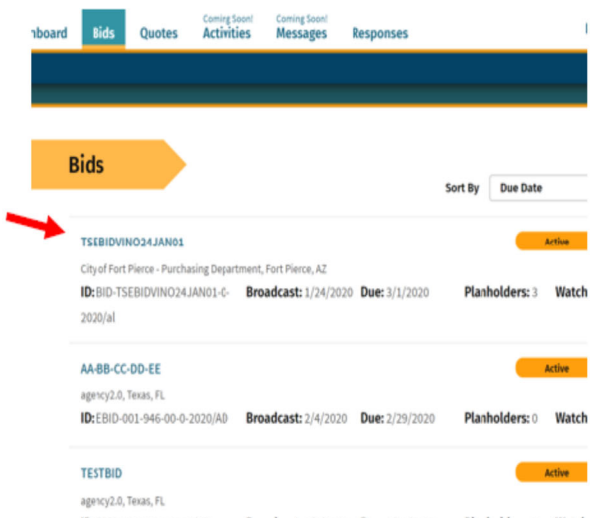 Coming Soon! Coming Soon!
hboard Bids Quotes Activities Messages Responses
Bids
Sort By Due Date
TSEBIDVINO24JAN01 Active
City of Fort Pierce - Purchasing Department, Fort Pierce, AZ
ID: BID-TSEBIDVINO24JAN01-0- Broadcast: 1/24/2020 Due: 3/1/2020 Planholders: 3 Watch
2020/al
AA-BB-CC-DD-EE Active
agency2.0, Texas, FL
ID: EBID-001-946-00-0-2020/AD Broadcast: 2/4/2020 Due: 2/29/2020 Planholders: 0 Watch
TESTBID Active
agency2.0, Texas, FL